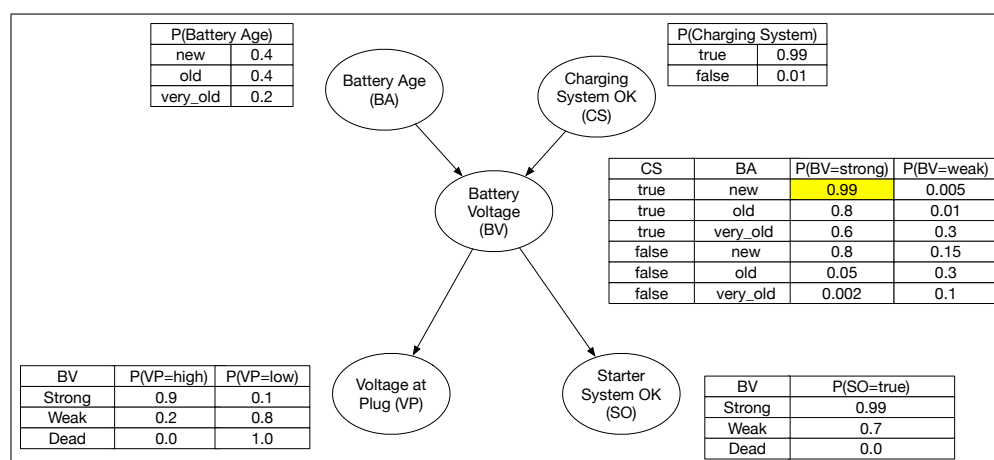 P(Battery Age)
new 0.4
old 0.4
very_old 0.2
P(Charging System)
true 0.99
false 0.01
Battery Age
(BA)
Charging
System OK
(CS)
Battery
Voltage
(BV)
CS BA P(BV=strong) P(BV=weak)
true new 0.99 0.005
true old 0.8 0.01
true very_old 0.6 0.3
false new 0.8 0.15
false old 0.05 0.3
false very_old 0.002 0.1
BV P(VP=high) P(VP=low)
Strong 0.9 0.1
Weak 0.2 0.8
Dead 0.0 1.0
Voltage at
Plug (VP)
Starter
System OK
(SO)
BV P(SO=true)
Strong 0.99
Weak 0.7
Dead 0.0